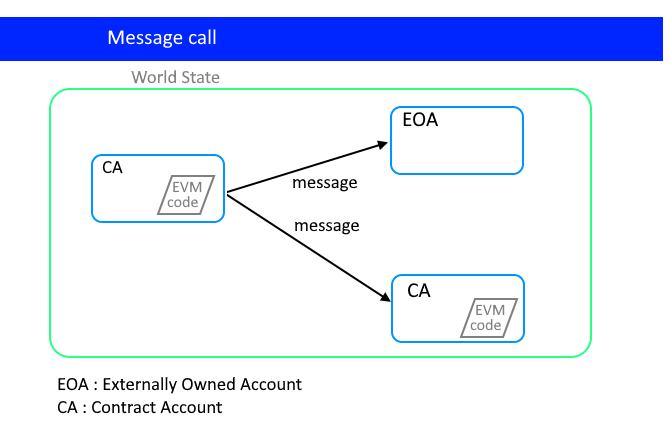 Message call
World State
EOA
CA
EVM
code
message
message
CA
EVM
code
EOA : Externally Owned Account
CA : Contract Account